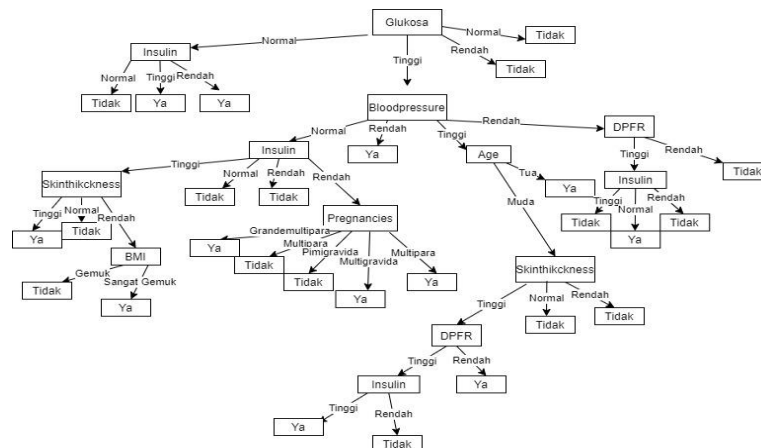 Glukosa
Normal
Normal
Tidak
Insulin
Tinggi
Rendah
Tidak
Normal
Tinggi
Rendah
Tidak
Ya
Ya
Bloodpressure
Normal
Rendah
Tinggi
Rendah
DPFR
Insulin
Ya
Age
Tinggi
Rendah
Tinggi
Normal
Rendah
Rendah
Tua
Insulin
Tidak
Skinthikckness
Tidak
Tidak
Muda
Ya
Tinggi
Normal
Rendah
Tinggi
Normal
Rendah
Pregnancies
Tidak
Tidak
Ya
Ya
Tidak
Grandemultipara
Multipara
Pimigravida
Multigravida
Multipara
BMI
Ya
Tidak
Tidak
Ya
Ya
Skinthikckness
Gemuk
Sangat Gemuk
Tidak
Ya
Tinggi
Normal
Rendah
Tidak
Tidak
DPFR
Tinggi
Rendah
Insulin
Ya
Tinggi
Rendah
Ya
Tidak